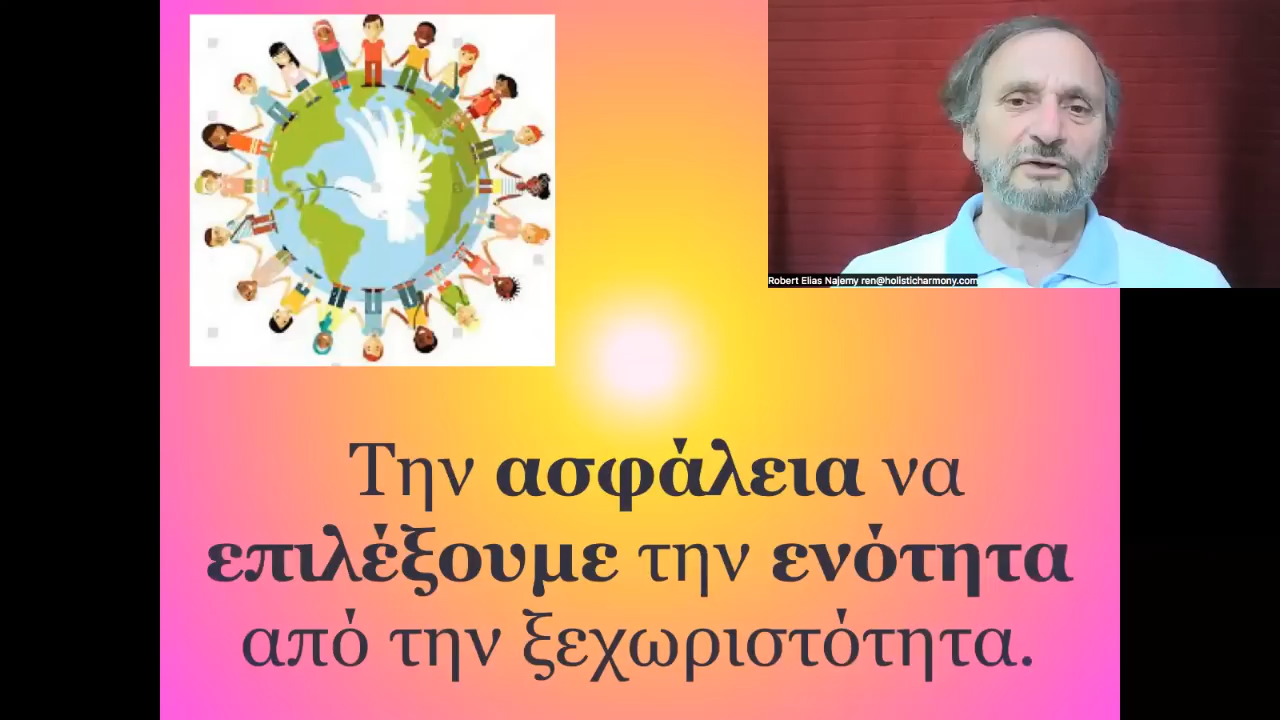 Robert Elias Najemy ren@holisticharmony.com
Την ασφάλεια να
επιλέξουμε την ενότητα
από την ξεχωριστότητα.